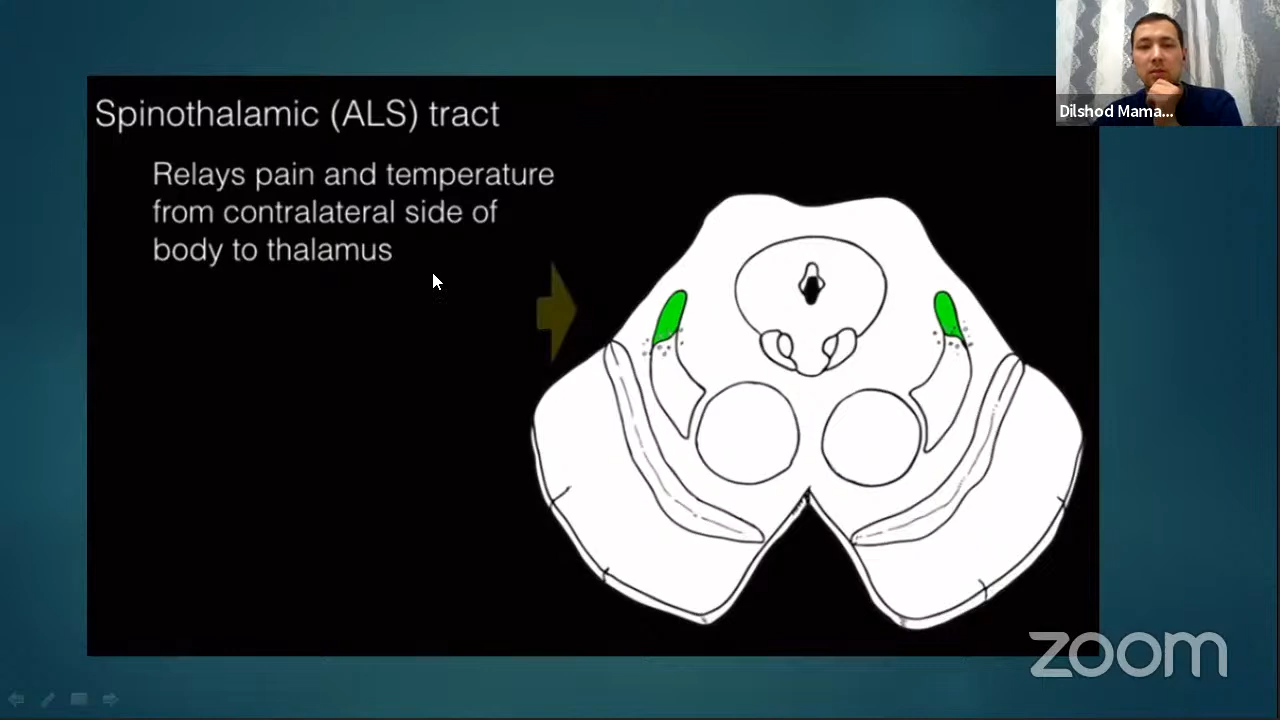 Spinothalamic (ALS) tract
Relays pain and temperature
from contralateral side of
body to thalamus
Dilshod Mama...
zoom